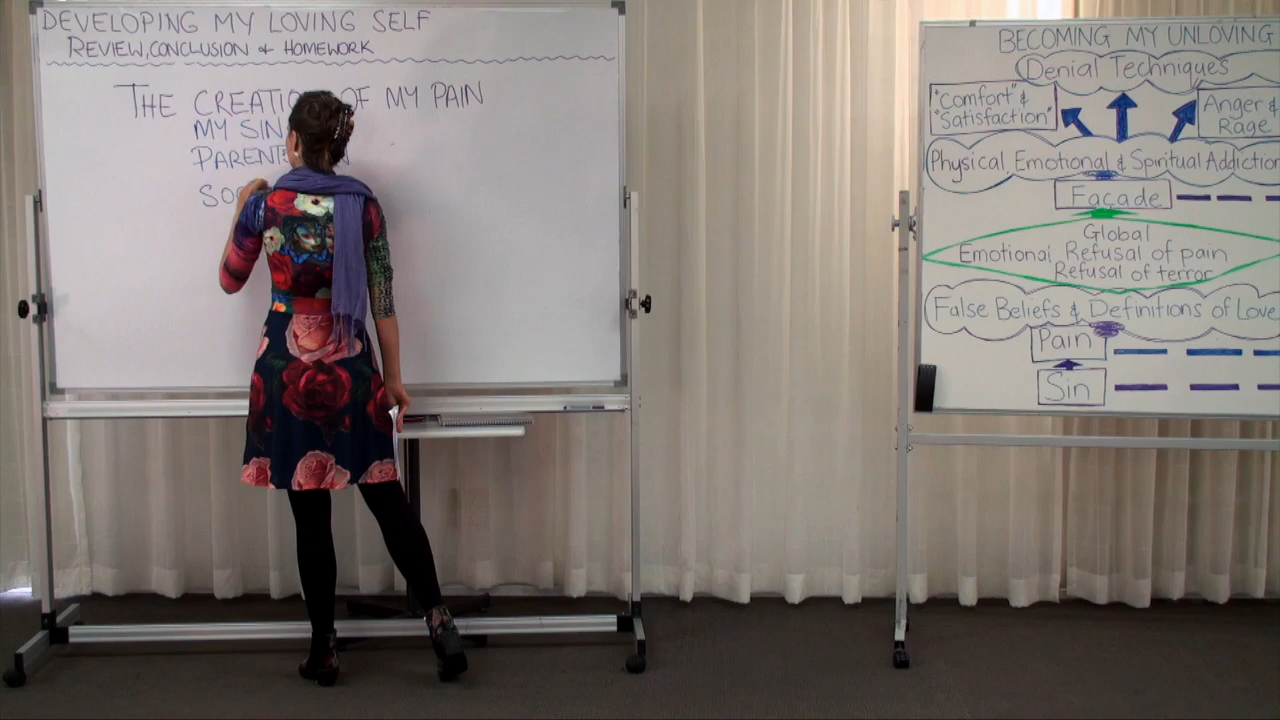 DEVELOPING MY LOVING SELF
REVIEW, CONCLUSION & HOMEWORK
THE CREATIO OF MY PAIN
MY SIN
PARENT
SO
BECOMING MY UNLOVING
Denial Techniques
"Comfort" &
"Satisfaction"
Anger &
Rage
Physical, Emotional & Spiritual Addiction
Façade
Global
Emotional Refusal of pain
Refusal of terror
False Beliefs & Definitions of Love
Pain
Sin